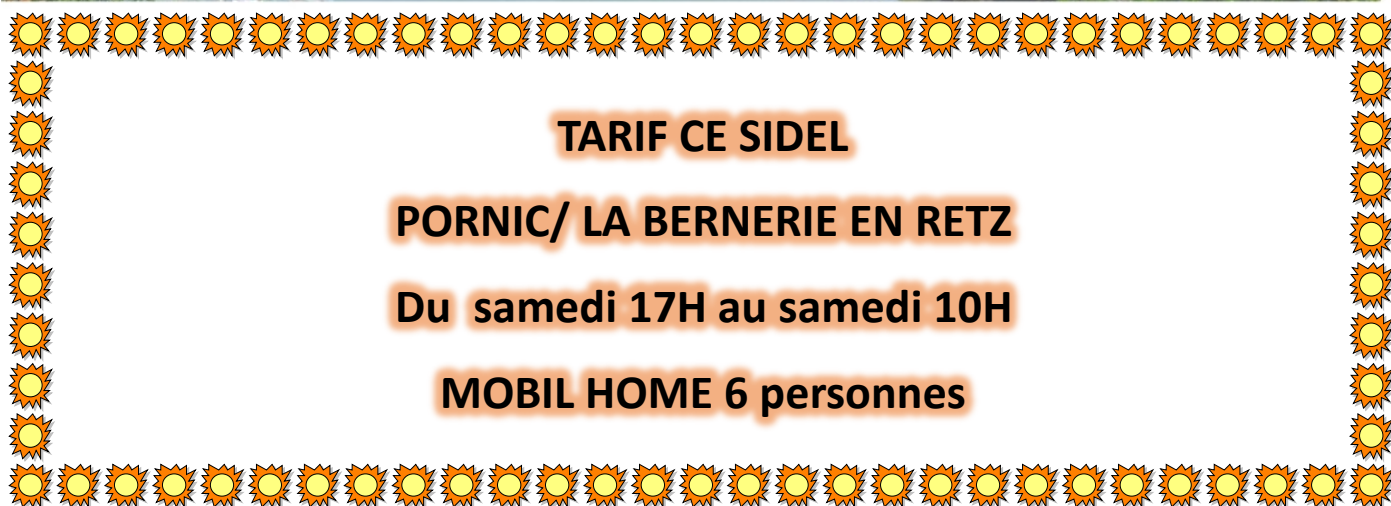 TARIF CE SIDEL
PORNIC/ LA BERNERIE EN RETZ
Du  samedi 17H au samedi 10H
MOBIL HOME 6 personnes